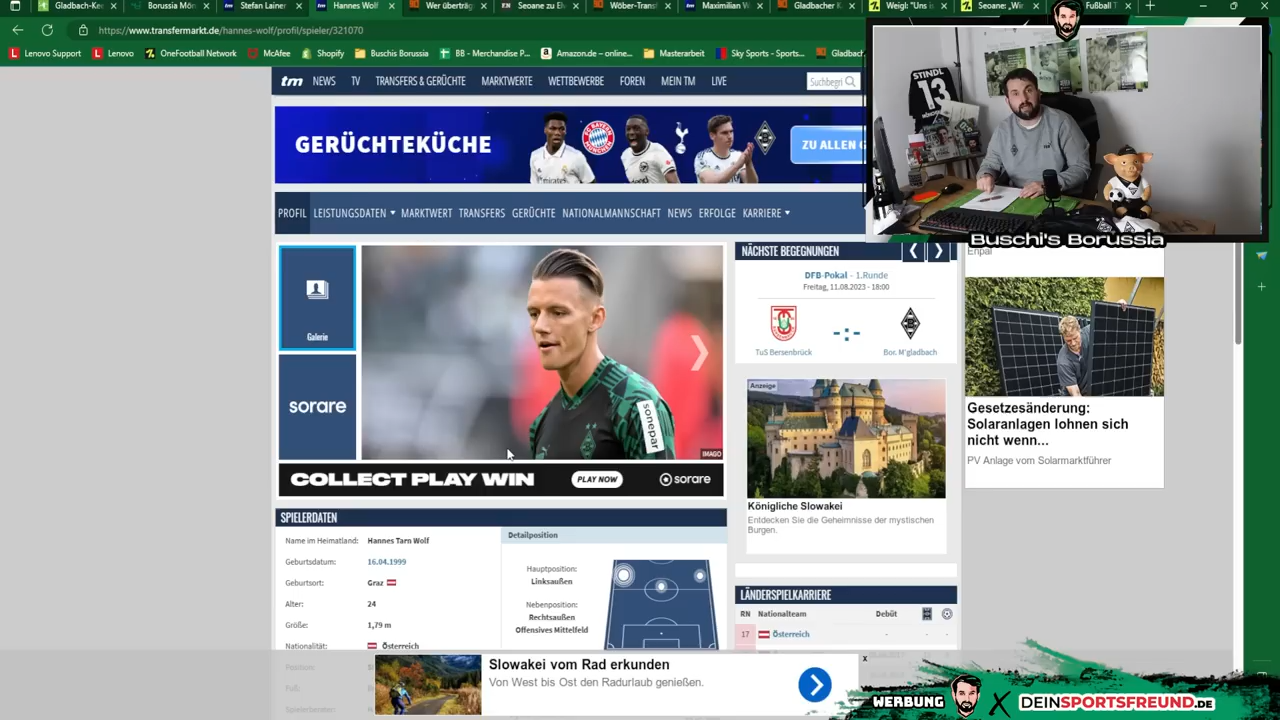 Gladbach-Ke
Borussia Mön
Stefan Lainer
Hannes Wolf
Wer überträg
Seoane zu El
Wöber-Trans
Maximilian W
Gladbacher K
Weigl: "Uns
Fußball T
https://www.transfermarkt.de/hannes-wolf/profil/spieler/321070
Lenovo Support
Lenovo
OneFootball Network
McAfee
Shopify
Buschis Borussia
BB - Merchandise P...
Amazon.de – online...
Masterarbeit
Sky Sports – Sport...
Gladbach
tm NEWS TV TRANSFERS & GERÜCHTE MARKTWERTE WETTBEWERBE FOREN MEIN TM LIVE
Suchbegri
GERÜCHTEKÜCHE
ZU ALLEN G
PROFIL LEISTUNGSDATEN MARKTWERT TRANSFERS GERÜCHTE NATIONALMANNSCHAFT NEWS ERFOLGE KARRIERE
STINDL
13
Buschi's Borussia
Galerie
sorare
sonepar
IMAGO
COLLECT PLAY WIN
PLAY NOW
sorare
NÄCHSTE BEGEGNUNGEN
DFB-Pokal - 1.Runde
Freitag, 11.08.2023 - 18:00
-:-
TuS Bersenbrück
Bor. M'gladbach
Anzeige
Königliche Slowakei
Entdecken Sie die Geheimnisse der mystischen
Burgen.
Enpal
Gesetzesänderung:
Solaranlagen lohnen sich
nicht wenn...
PV Anlage vom Solarmarktführer
SPIELERDATEN
Name im Heimatland: Hannes Tarn Wolf
Geburtsdatum: 16.04.1999
Geburtsort: Graz
Alter: 24
Größe: 1,79 m
Nationalität: Österreich
Position:
Fuß:
Spielerberater:
Detailposition
Hauptposition:
Linksaußen
Nebenposition:
Rechtsaußen
Offensives Mittelfeld
LÄNDERSPIELKARRIERE
RN Nationalteam Debüt
17 Österreich - - -
Slowakei vom Rad erkunden
Von West bis Ost den Radurlaub genießen.
x
WERBUNG X DEINSPORTSFREUND.DE